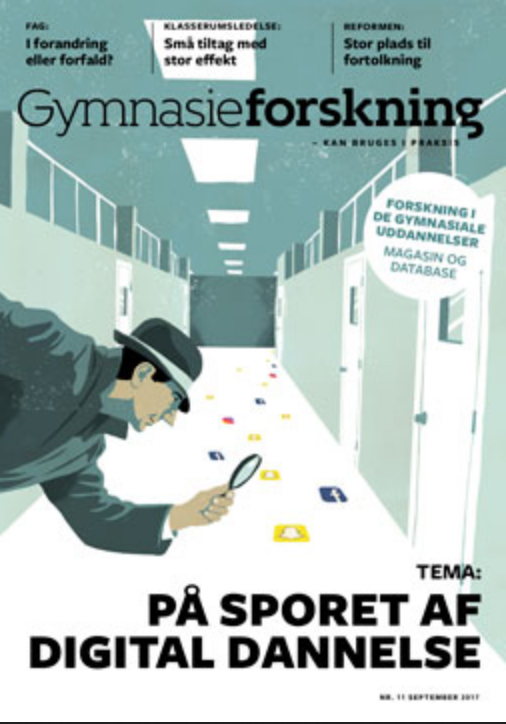 FAG:
I forandring
eller forfald?
KLASSERUMSLEDELSE:
Små tiltag med
stor effekt
REFORMEN:
Stor plads til
fortolkning
Gymnasieforskning
– KAN BRUGES I PRAKSIS
FORSKNING I
DE GYMNASIALE
UDDANNELSER
MAGASIN OG
DATABASE
TEMA:
PÅ SPORET AF
DIGITAL DANNELSE
NR. 11 SEPTEMBER 2017